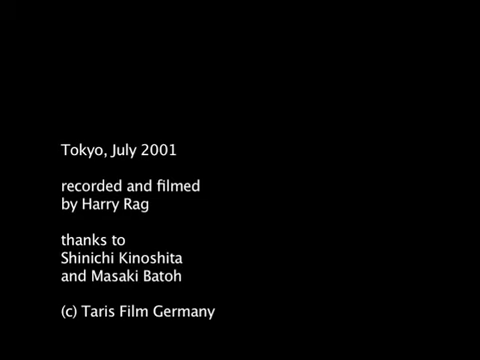 Tokyo, July 2001
recorded and filmed
by Harry Rag
thanks to
Shinichi Kinoshita
and Masaki Batoh
(c) Taris Film Germany